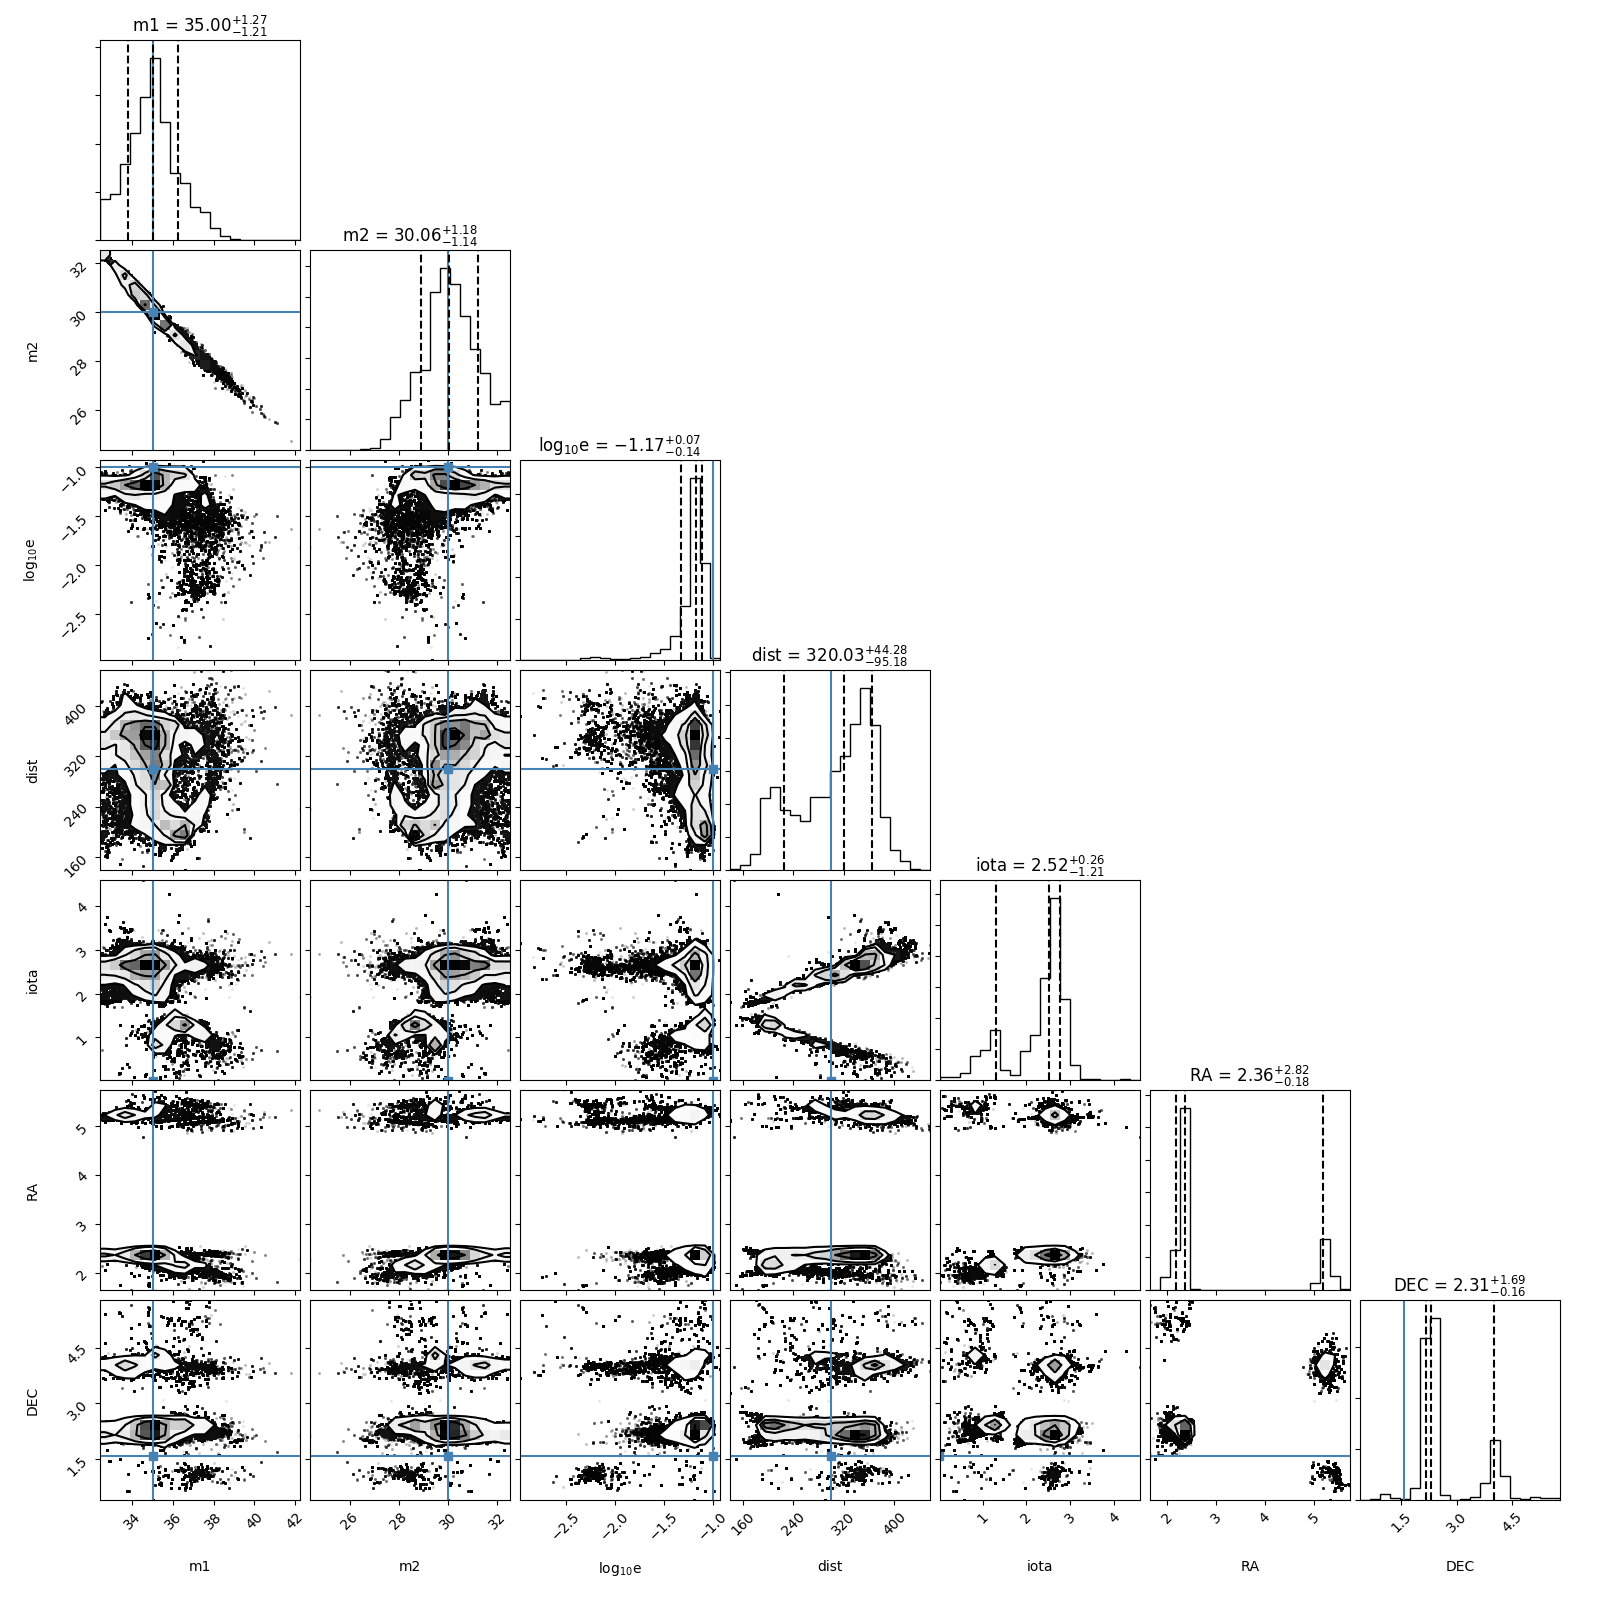 m1 = 35.00^{+1.27}_{-1.21}
m2 = 30.06^{+1.18}_{-1.14}
32
30
28
26
m2
log₁₀e = −1.17^{+0.07}_{-0.14}
−1.0
−1.5
−2.0
−2.5
log₁₀e
dist = 320.03^{+44.28}_{-95.18}
400
320
240
160
dist
iota = 2.52^{+0.26}_{-1.21}
4
3
2
1
iota
RA = 2.36^{+2.82}_{-0.18}
5
4
3
2
RA
DEC = 2.31^{+1.69}_{-0.16}
4.5
3.0
1.5
DEC
34 36 38 40 42 26 28 30 32 −2.5 −2.0 −1.5 −1.0 160 240 320 400 1 2 3 4 2 3 4 5 1.5 3.0 4.5
m1 m2 log₁₀e dist iota RA DEC